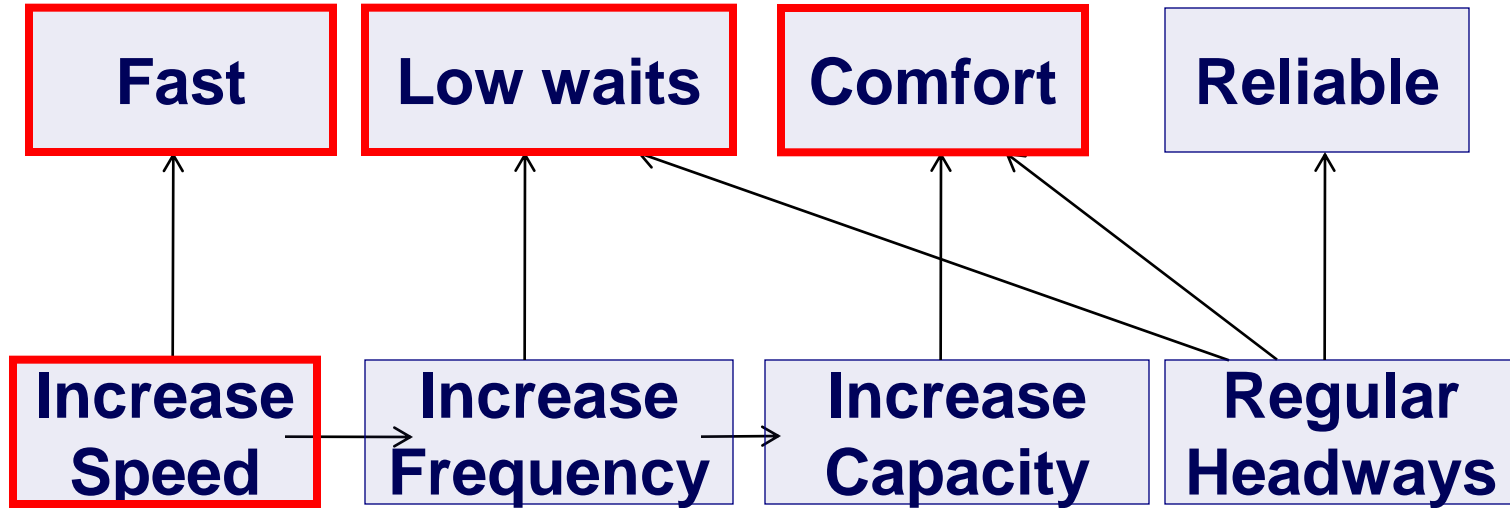 Fast
Low waits
Comfort
Reliable
Increase
Speed
Increase
Frequency
Increase
Capacity
Regular
Headways